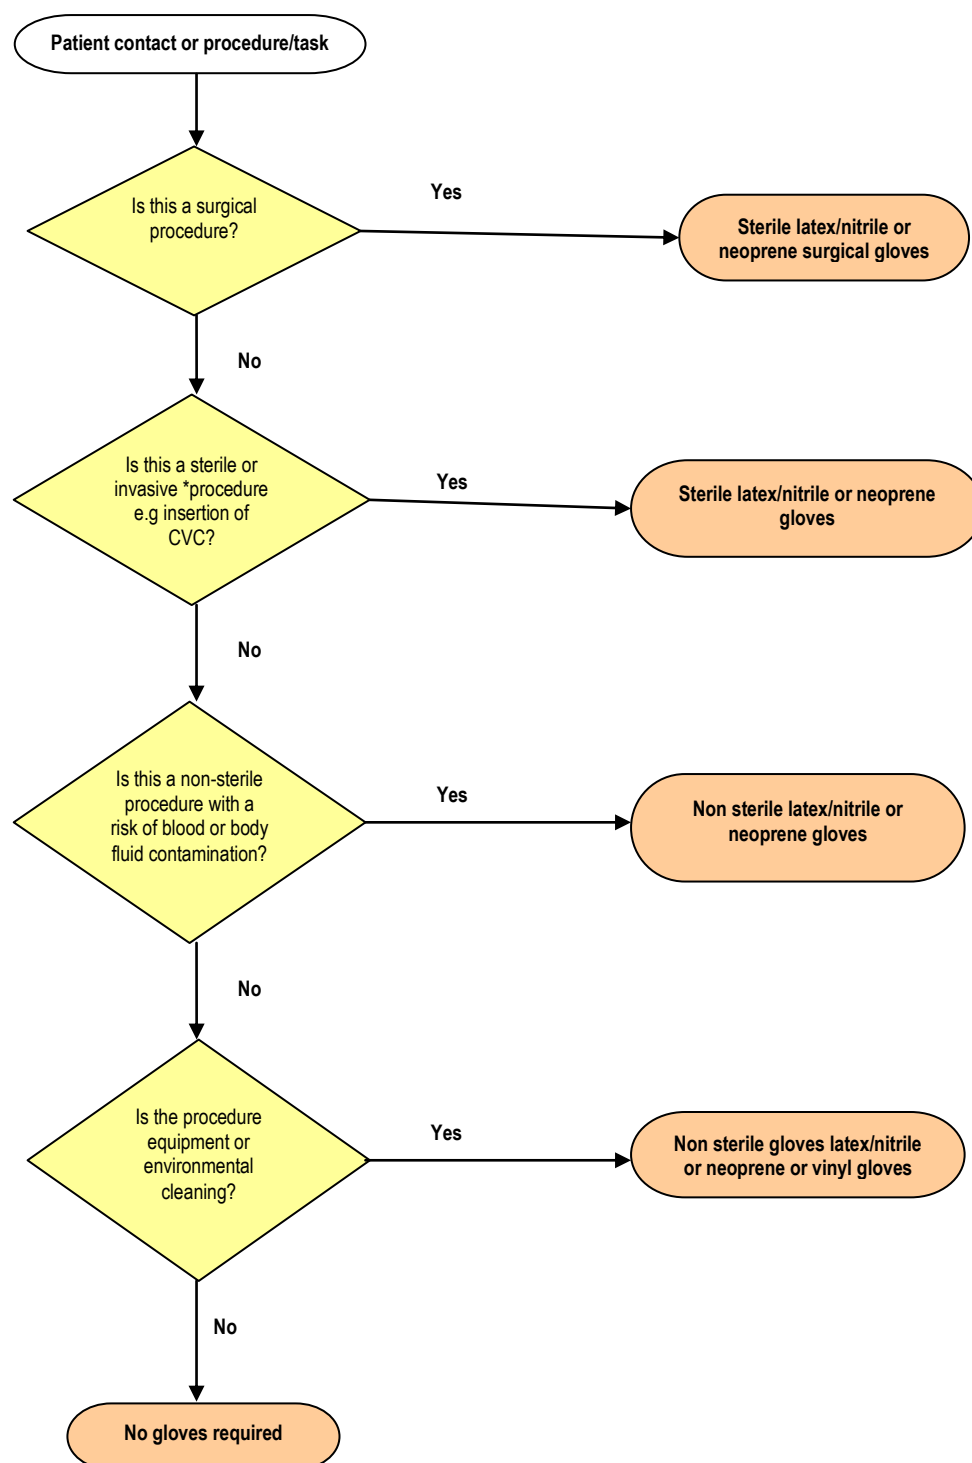 Patient contact or procedure/task
Is this a surgical
procedure?
Yes
Sterile latex/nitrile or
neoprene surgical gloves
No
Is this a sterile or
invasive *procedure
e.g insertion of
CVC?
Yes
Sterile latex/nitrile or neoprene
gloves
No
Is this a non-sterile
procedure with a
risk of blood or body
fluid contamination?
Yes
Non sterile latex/nitrile or
neoprene gloves
No
Is the procedure
equipment or
environmental
cleaning?
Yes
Non sterile gloves latex/nitrile
or neoprene or vinyl gloves
No
No gloves required